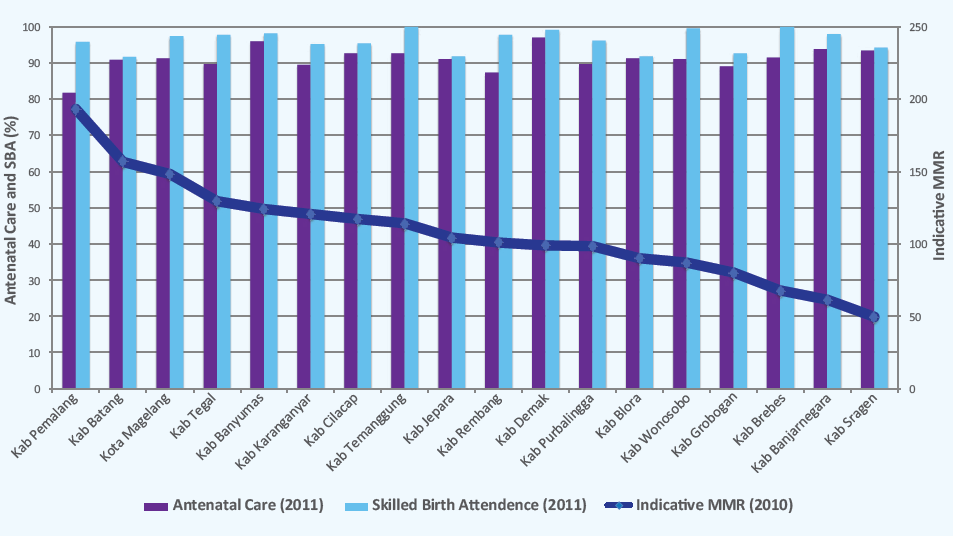 Antenatal Care and SBA (%)
100
90
80
70
60
50
40
30
20
10
0
250
200
150
100
50
0
Indicative MMR
Kab Pemalang
Kab Batang
Kota Magelang
Kab Tegal
Kab Banyumas
Kab Karanganyar
Kab Cilacap
Kab Temanggung
Kab Jepara
Kab Rembang
Kab Demak
Kab Purbalingga
Kab Blora
Kab Wonosobo
Kab Grobogan
Kab Brebes
Kab Banjarnegara
Kab Sragen
Antenatal Care (2011)
Skilled Birth Attendence (2011)
Indicative MMR (2010)